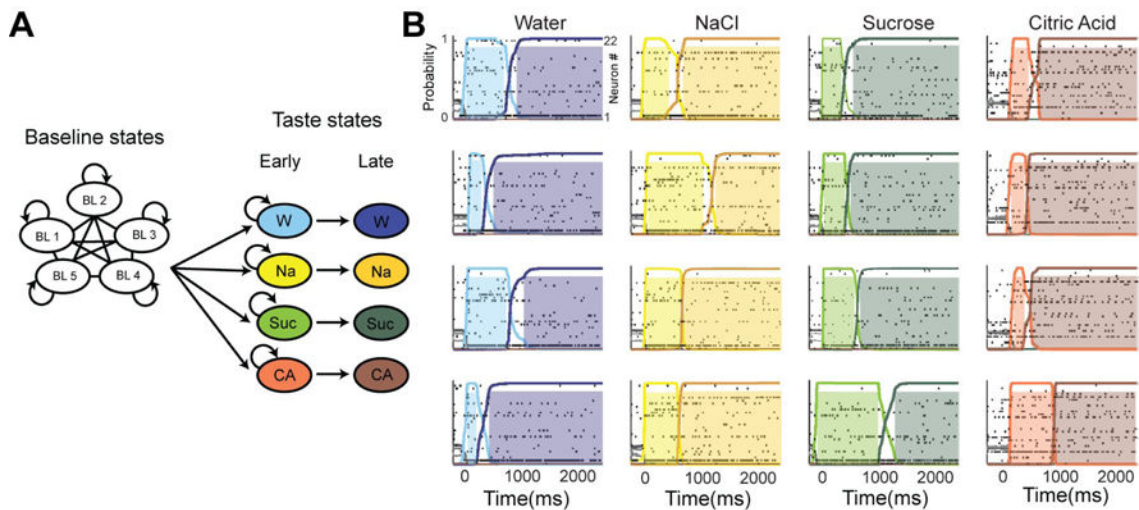 A
Baseline states
BL 1
BL 2
BL 3
BL 4
BL 5
Taste states
Early
Late
W
W
Na
Na
Suc
Suc
CA
CA
B
Water
NaCl
Sucrose
Citric Acid
Probability
1
0
22
Neuron #
1
0 1000 2000
Time(ms)
0 1000 2000
Time(ms)
0 1000 2000
Time(ms)
0 1000 2000
Time(ms)